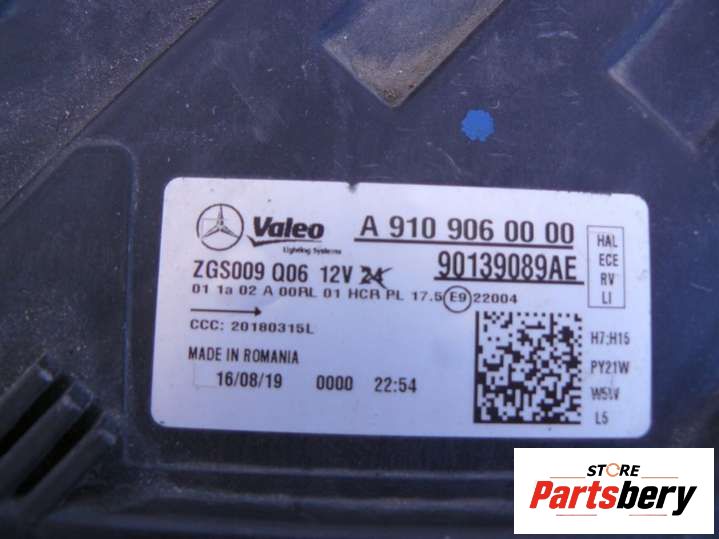 Valeo
Lighting Systems
A 910 906 00 00
ZGS009 Q06 12V 24
90139089AE
HAL
ECE
RV
LI
01 1a 02 A 00RL 01 HCR PL 17.5 E9 22004
CCC: 20180315L
H7;H15
MADE IN ROMANIA
PY21W
16/08/19 0000 22:54
W5W
L5
STORE
Partsbery